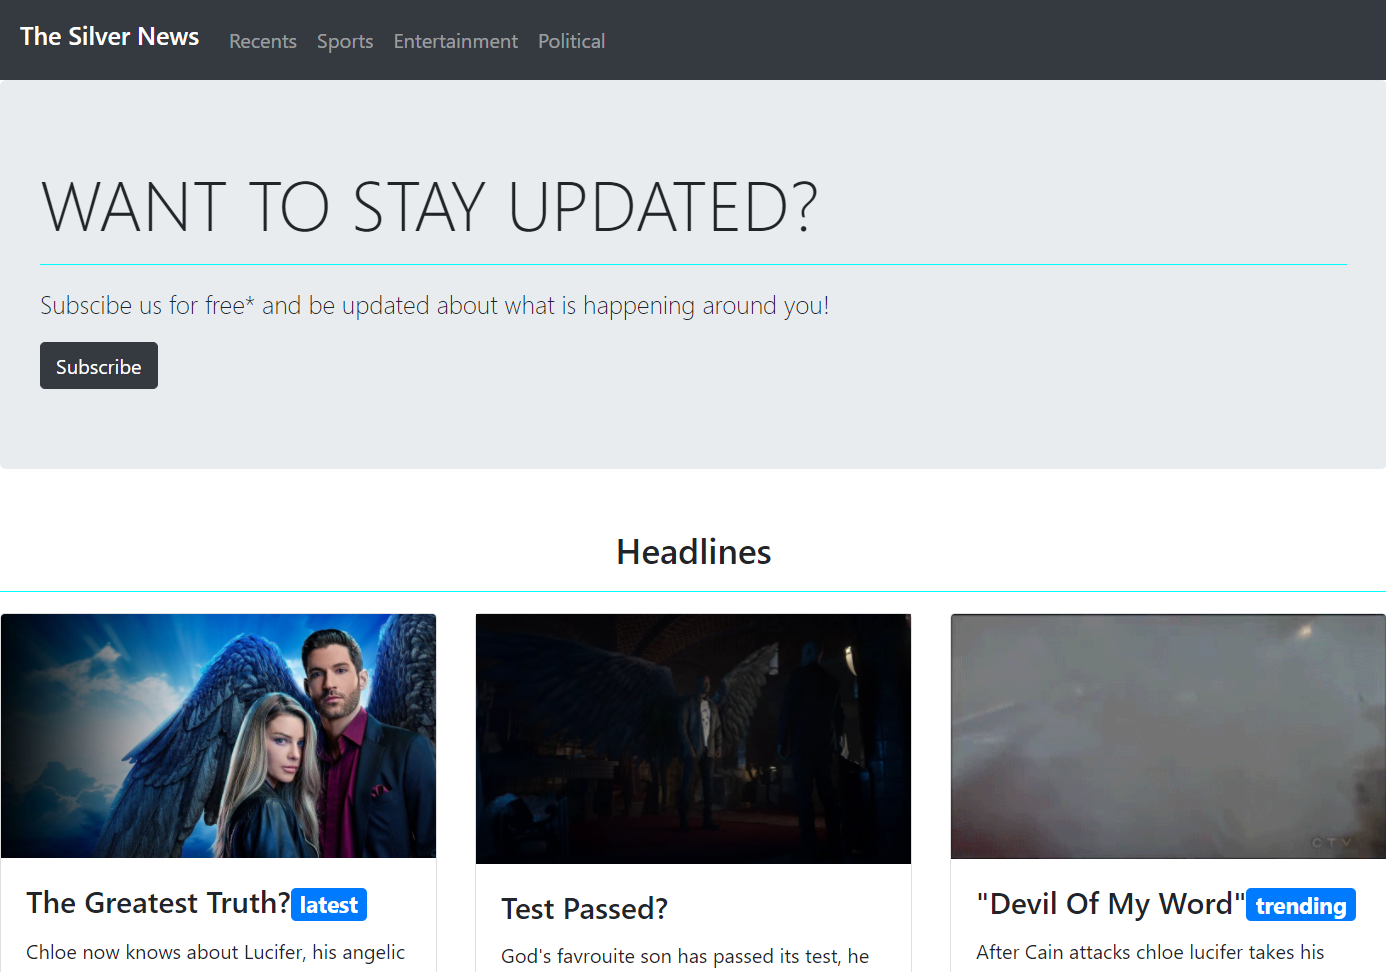 The Silver News
Recents Sports Entertainment Political
WANT TO STAY UPDATED?
Subscibe us for free* and be updated about what is happening around you!
Subscribe
Headlines
CTV
The Greatest Truth? latest
Chloe now knows about Lucifer, his angelic
Test Passed?
God's favrouite son has passed its test, he
"Devil Of My Word" trending
After Cain attacks chloe lucifer takes his